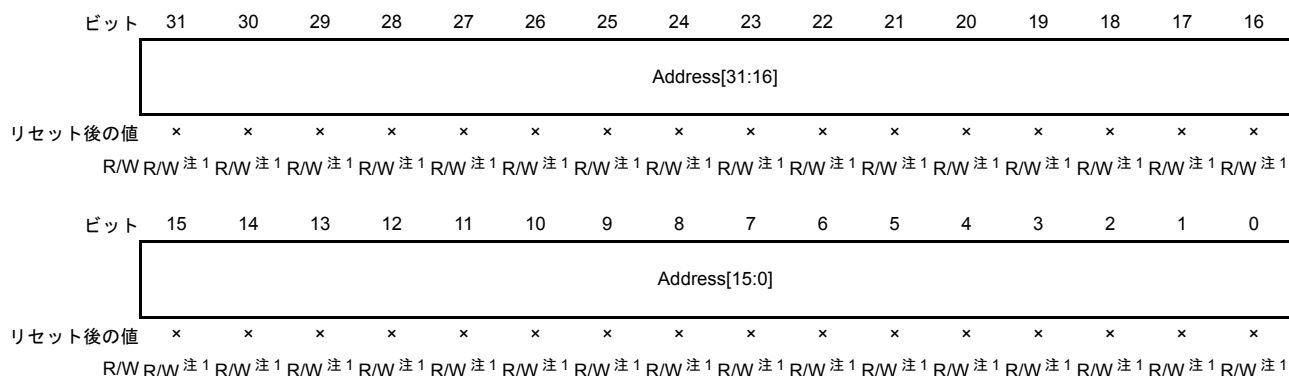 ビット 31 30 29 28 27 26 25 24 23 22 21 20 19 18 17 16
Address[31:16]
リセット後の値 × × × × × × × × × × × × × × × ×
R/W R/W 注 1 R/W 注 1 R/W 注 1 R/W 注 1 R/W 注 1 R/W 注 1 R/W 注 1 R/W 注 1 R/W 注 1 R/W 注 1 R/W 注 1 R/W 注 1 R/W 注 1 R/W 注 1 R/W 注 1 R/W 注 1
ビット 15 14 13 12 11 10 9 8 7 6 5 4 3 2 1 0
Address[15:0]
リセット後の値 × × × × × × × × × × × × × × × ×
R/W R/W 注 1 R/W 注 1 R/W 注 1 R/W 注 1 R/W 注 1 R/W 注 1 R/W 注 1 R/W 注 1 R/W 注 1 R/W 注 1 R/W 注 1 R/W 注 1 R/W 注 1 R/W 注 1 R/W 注 1 R/W 注 1